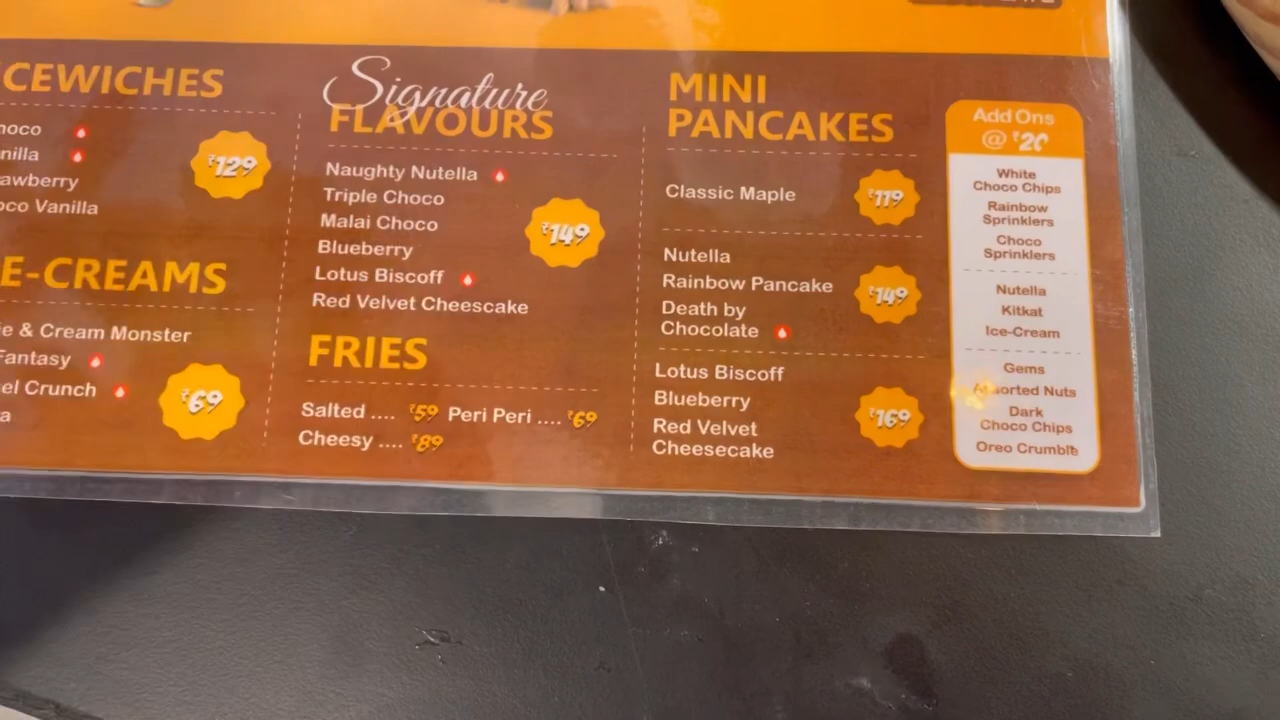 CEWICHES
hoco
nilla
awberry
oco Vanilla
₹129
E-CREAMS
ie & Cream Monster
Fantasy
el Crunch
a
₹69
Signature
FLAVOURS
Naughty Nutella
Triple Choco
Malai Choco
Blueberry
Lotus Biscoff
Red Velvet Cheescake
₹149
FRIES
Salted .... ₹59 Peri Peri .... ₹69
Cheesy .... ₹89
MINI
PANCAKES
Classic Maple
₹119
Nutella
Rainbow Pancake
Death by
Chocolate
₹149
Lotus Biscoff
Blueberry
Red Velvet
Cheesecake
₹169
Add Ons
@ ₹20
White
Choco Chips
Rainbow
Sprinklers
Choco
Sprinklers
Nutella
Kitkat
Ice-Cream
Gems
Assorted Nuts
Dark
Choco Chips
Oreo Crumble